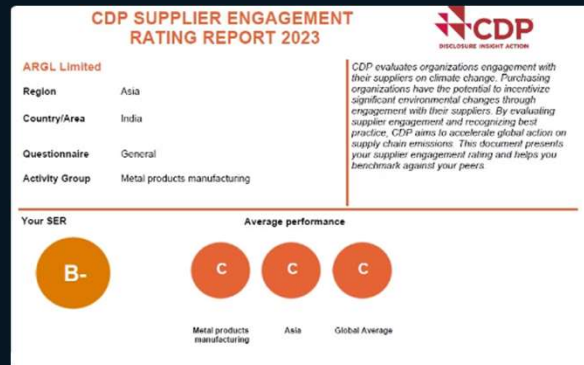 CDP SUPPLIER ENGAGEMENT
RATING REPORT 2023
CDP
DISCLOSURE INSIGHT ACTION
ARGL Limited
Region Asia
Country/Area India
Questionnaire General
Activity Group Metal products manufacturing
CDP evaluates organizations engagement with
their suppliers on climate change. Purchasing
organizations have the potential to incentivize
significant environmental changes through
engagement with their suppliers. By evaluating
supplier engagement and recognizing best
practice, CDP aims to accelerate global action on
supply chain emissions. This document presents
your supplier engagement rating and helps you
benchmark against your peers
Your SER
Average performance
B-
C C C
Metal products
manufacturing
Asia
Global Average